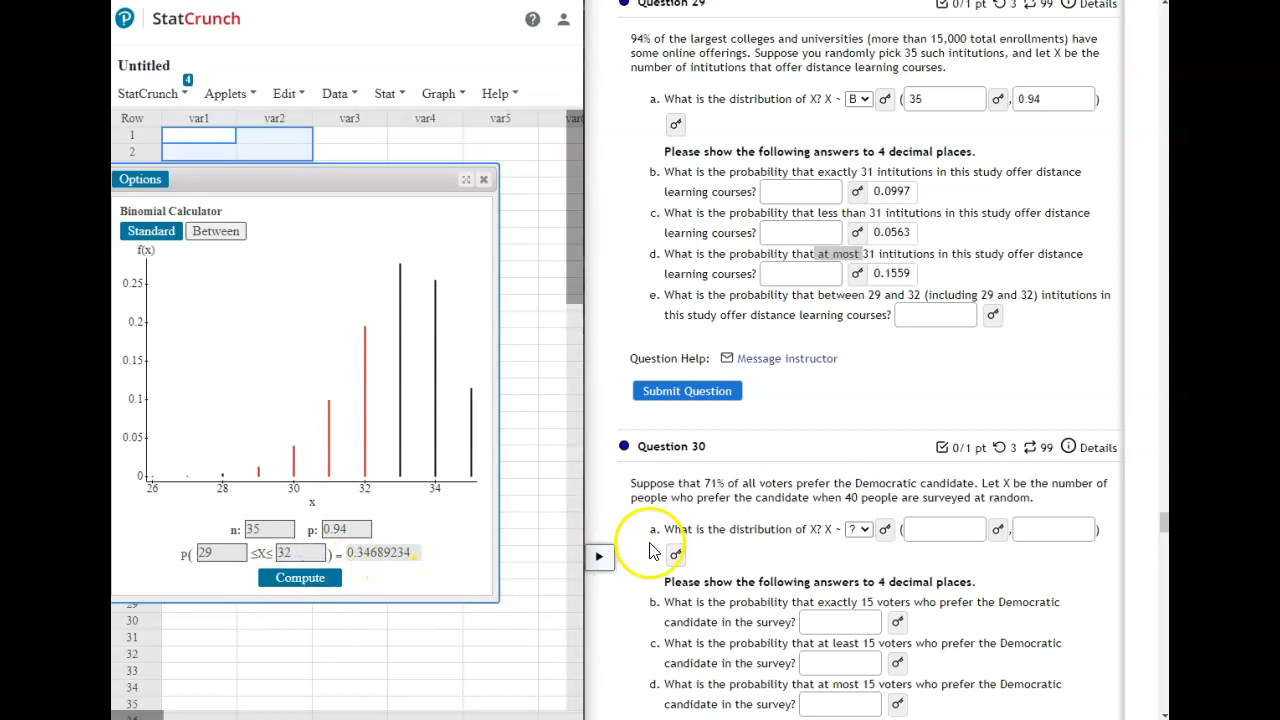 StatCrunch
Untitled
4
StatCrunch Applets Edit Data Stat Graph Help
Row var1 var2 var3 var4 var5
1
2
Options
Binomial Calculator
Standard Between
f(x)
0.25
0.2
0.15
0.1
0.05
0
26 28 30 32 34
x
n: 35 p: 0.94
P( 29 ≤X≤ 32 ) = 0.34689234
Compute
30
31
32
33
34
35
Question 29
0/1 pt 3 99 Details
94% of the largest colleges and universities (more than 15,000 total enrollments) have
some online offerings. Suppose you randomly pick 35 such intitutions, and let X be the
number of intitutions that offer distance learning courses.
a. What is the distribution of X? X ~ B ( 35 , 0.94 )
Please show the following answers to 4 decimal places.
b. What is the probability that exactly 31 intitutions in this study offer distance
learning courses? 0.0997
c. What is the probability that less than 31 intitutions in this study offer distance
learning courses? 0.0563
d. What is the probability that at most 31 intitutions in this study offer distance
learning courses? 0.1559
e. What is the probability that between 29 and 32 (including 29 and 32) intitutions in
this study offer distance learning courses?
Question Help: Message instructor
Submit Question
Question 30
0/1 pt 3 99 Details
Suppose that 71% of all voters prefer the Democratic candidate. Let X be the number of
people who prefer the candidate when 40 people are surveyed at random.
a. What is the distribution of X? X ~ ? ( , )
Please show the following answers to 4 decimal places.
b. What is the probability that exactly 15 voters who prefer the Democratic
candidate in the survey?
c. What is the probability that at least 15 voters who prefer the Democratic
candidate in the survey?
d. What is the probability that at most 15 voters who prefer the Democratic
candidate in the survey?